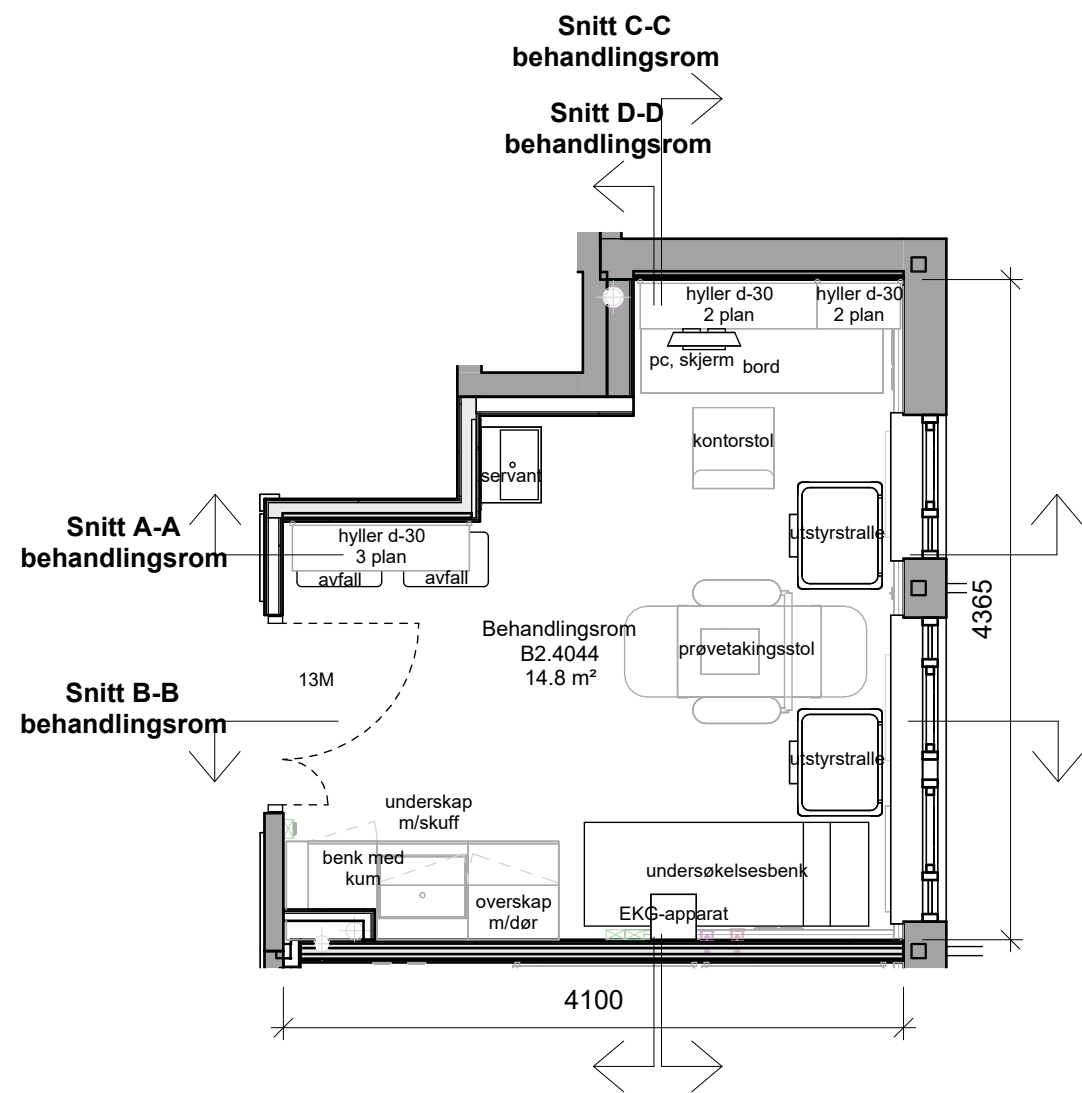 Snitt C-C
behandlingsrom
Snitt D-D
behandlingsrom
hyller d-30
2 plan
hyller d-30
2 plan
pc, skjerm
bord
kontorstol
servant
utstyrstralle
Snitt A-A
behandlingsrom
hyller d-30
3 plan
avfall
avfall
4365
Behandlingsrom
B2.4044
14.8 m²
prøvetakingsstol
13M
Snitt B-B
behandlingsrom
utstyrstralle
underskap
m/skuff
benk med
kum
overskap
m/dør
undersøkelsesbenk
EKG-apparat
4100